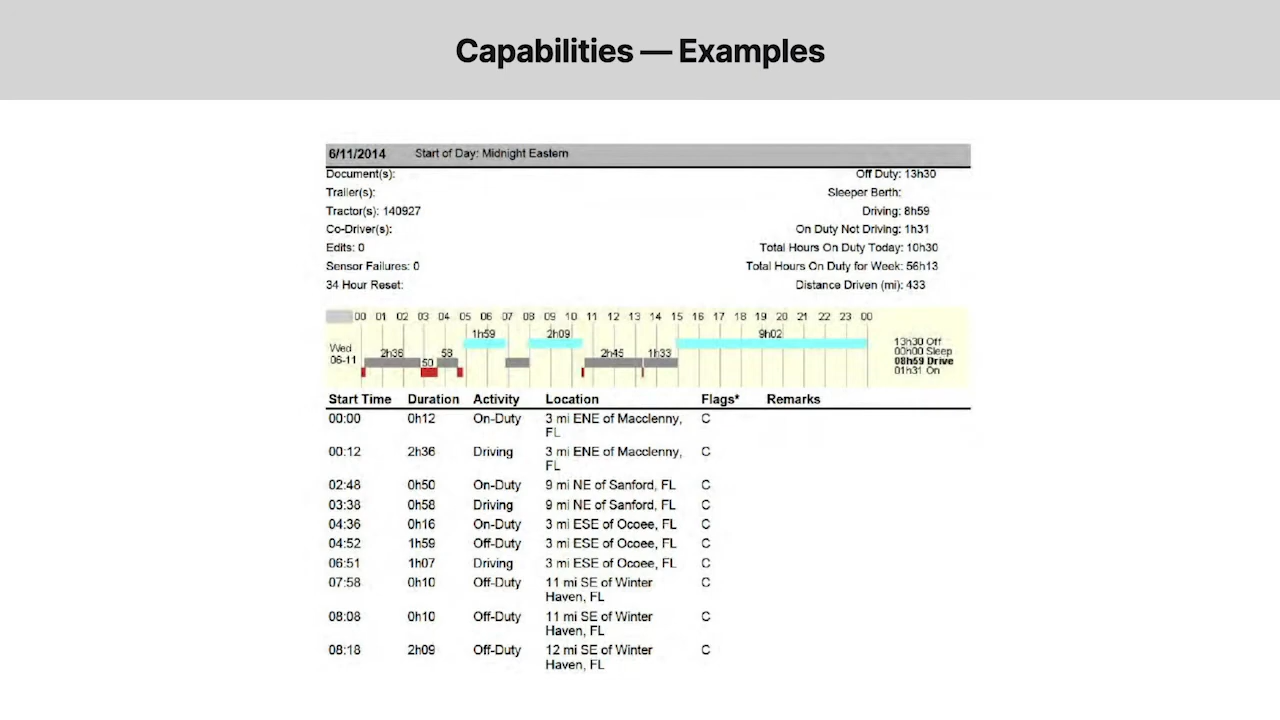 Capabilities — Examples
6/11/2014 Start of Day: Midnight Eastern
Document(s): Off Duty: 13h30
Trailer(s): Sleeper Berth:
Tractor(s): 140927 Driving: 8h59
Co-Driver(s): On Duty Not Driving: 1h31
Edits: 0 Total Hours On Duty Today: 10h30
Sensor Failures: 0 Total Hours On Duty for Week: 56h13
34 Hour Reset: Distance Driven (mi): 433
00 01 02 03 04 05 06 07 08 09 10 11 12 13 14 15 16 17 18 19 20 21 22 23 00
1h59 2h09 9h02
Wed 2h36 58 2h45 1h33 13h30 Off
06-11 50 00h00 Sleep
08h59 Drive
01h31 On
Start Time Duration Activity Location Flags* Remarks
00:00 0h12 On-Duty 3 mi ENE of Macclenny, C
FL
00:12 2h36 Driving 3 mi ENE of Macclenny, C
FL
02:48 0h50 On-Duty 9 mi NE of Sanford, FL C
03:38 0h58 Driving 9 mi NE of Sanford, FL C
04:36 0h16 On-Duty 3 mi ESE of Ocoee, FL C
04:52 1h59 Off-Duty 3 mi ESE of Ocoee, FL C
06:51 1h07 Driving 3 mi ESE of Ocoee, FL C
07:58 0h10 Off-Duty 11 mi SE of Winter C
Haven, FL
08:08 0h10 Off-Duty 11 mi SE of Winter C
Haven, FL
08:18 2h09 Off-Duty 12 mi SE of Winter C
Haven, FL